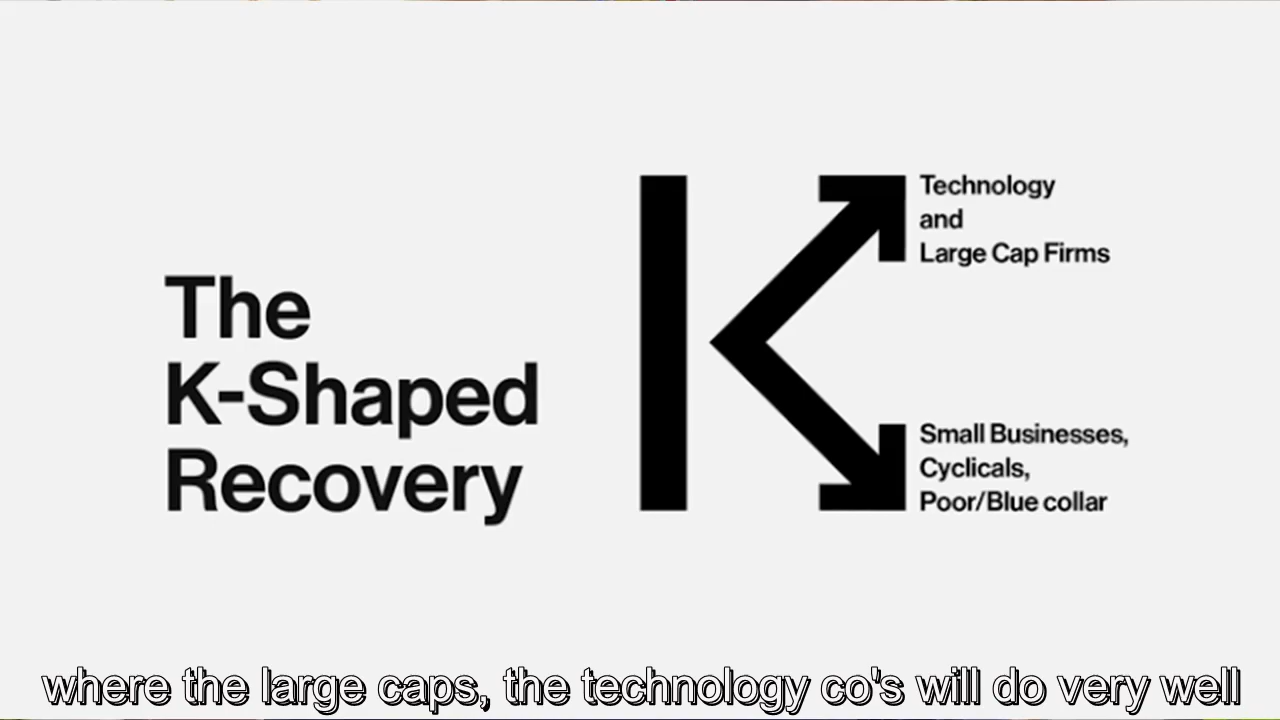 The
K-Shaped
Recovery
Technology
and
Large Cap Firms
Small Businesses,
Cyclicals,
Poor/Blue collar
where the large caps, the technology co's will do very well